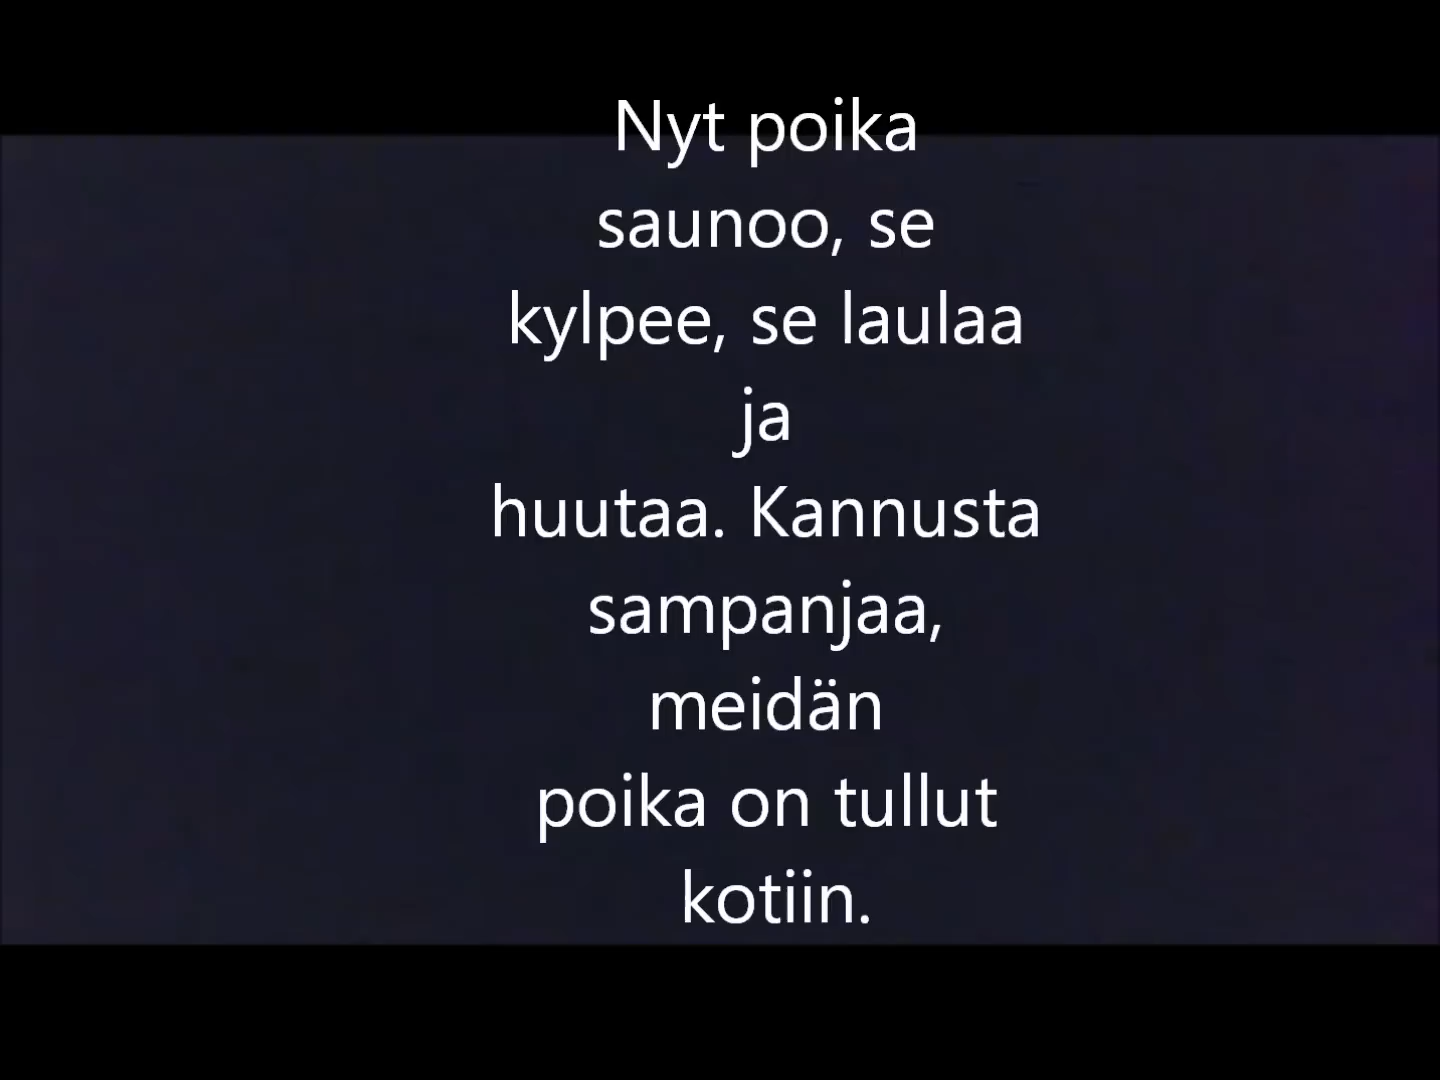 Nyt poika
saunoo, se
kylpee, se laulaa
ja
huutaa. Kannusta
sampanjaa,
meidän
poika on tullut
kotiin.